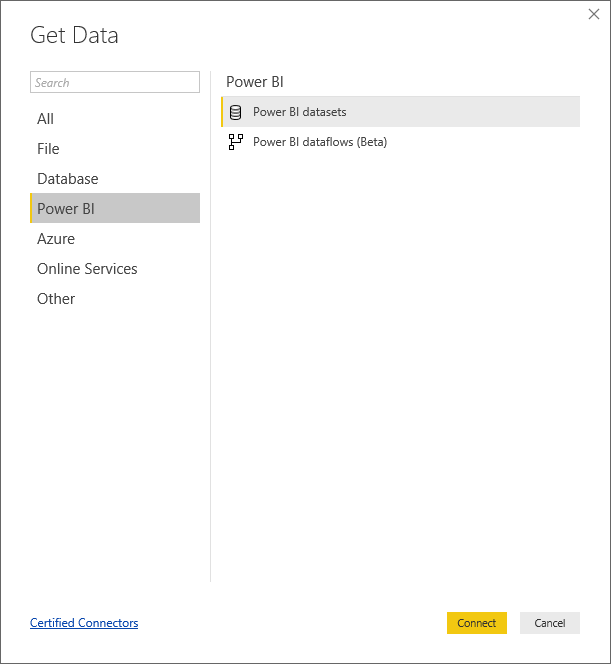 Get Data
Search
All
File
Database
Power BI
Azure
Online Services
Other
Power BI
Power BI datasets
Power BI dataflows (Beta)
Certified Connectors
Connect
Cancel